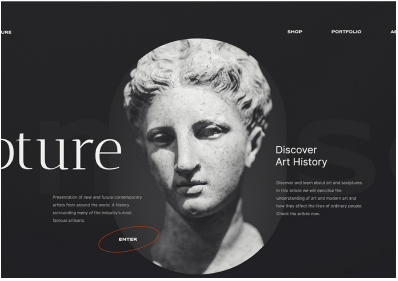 URE
SHOP
PORTFOLIO
pture
Discover
Art History
Discover and learn about art and sculptures.
In this article we will describe the
understanding of art and modern art and
how they affect the lives of ordinary people.
Check the article now.
Presentation of new and future contemporary
artists from around the world. A history
surrounding many of the industry's most
famous artisans.
ENTER